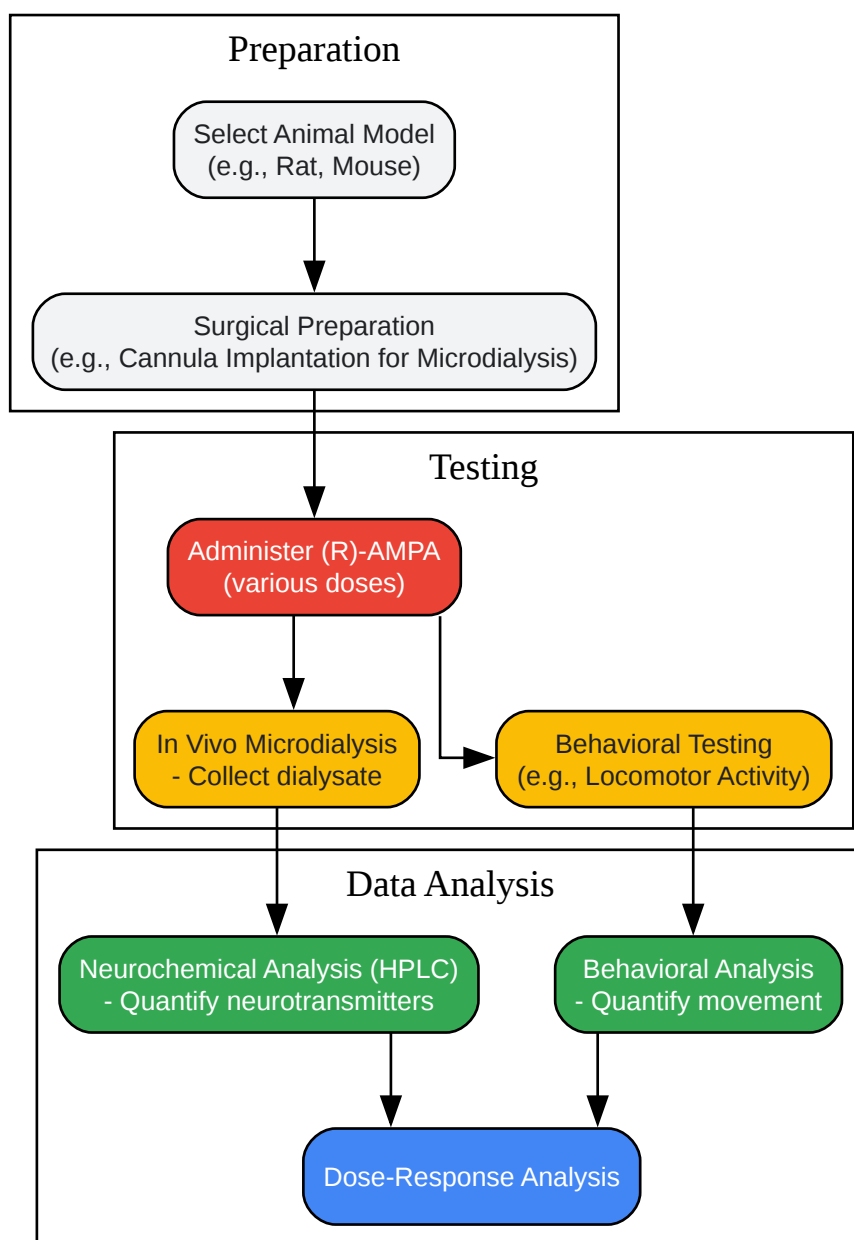 Preparation
Select Animal Model
(e.g., Rat, Mouse)
Surgical Preparation
(e.g., Cannula Implantation for Microdialysis)
Testing
Administer (R)-AMPA
(various doses)
In Vivo Microdialysis
- Collect dialysate
Behavioral Testing
(e.g., Locomotor Activity)
Data Analysis
Neurochemical Analysis (HPLC)
- Quantify neurotransmitters
Behavioral Analysis
- Quantify movement
Dose-Response Analysis